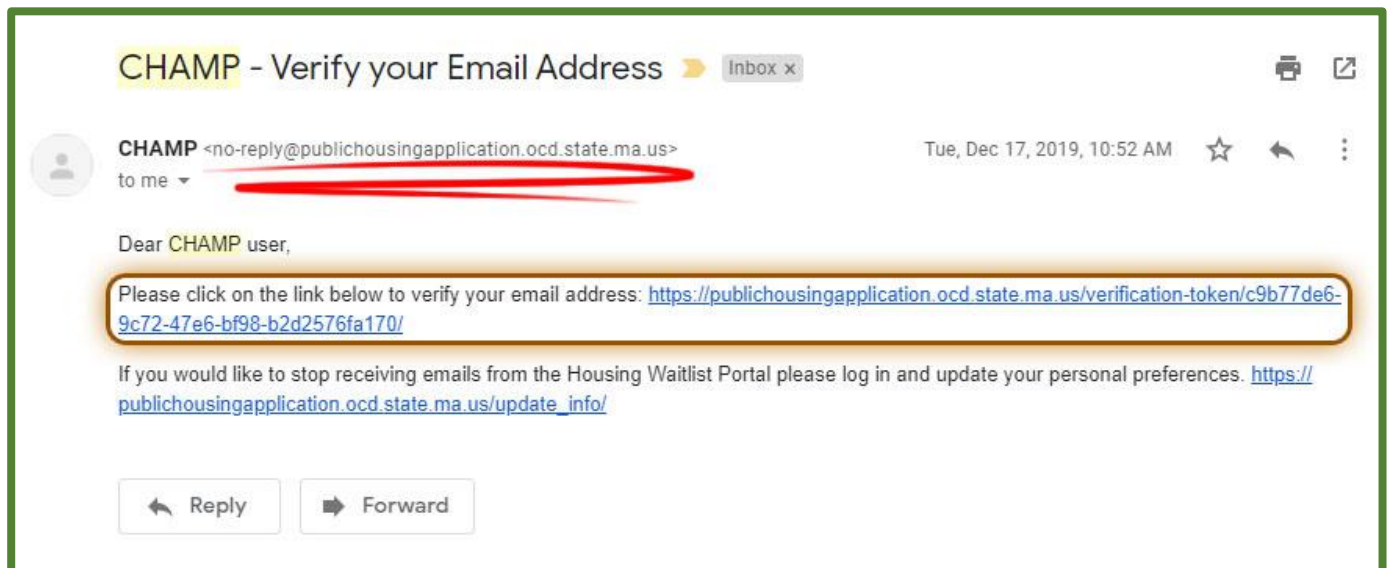 CHAMP - Verify your Email Address Inbox x
CHAMP <no-reply@publichousingapplication.ocd.state.ma.us> Tue, Dec 17, 2019, 10:52 AM
to me
Dear CHAMP user,
Please click on the link below to verify your email address: https://publichousingapplication.ocd.state.ma.us/verification-token/c9b77de6-
9c72-47e6-bf98-b2d2576fa170/
If you would like to stop receiving emails from the Housing Waitlist Portal please log in and update your personal preferences. https://
publichousingapplication.ocd.state.ma.us/update_info/
Reply Forward